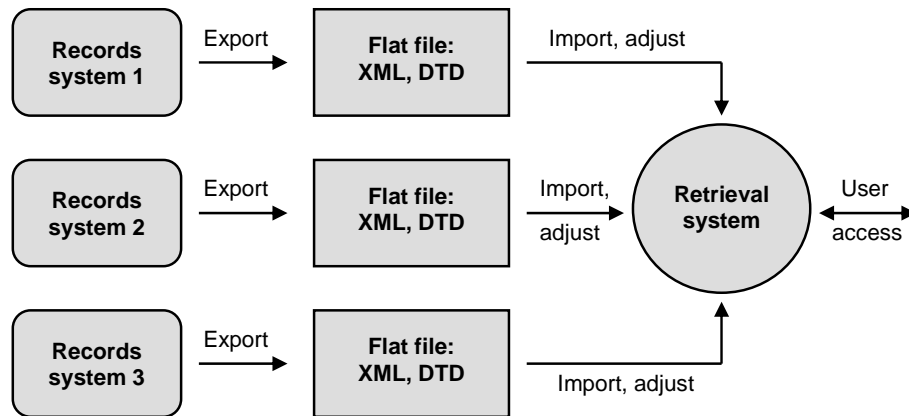 Records
system 1
Export
Flat file:
XML, DTD
Import, adjust
Records
system 2
Export
Flat file:
XML, DTD
Import,
adjust
Retrieval
system
User
access
Records
system 3
Export
Flat file:
XML, DTD
Import, adjust